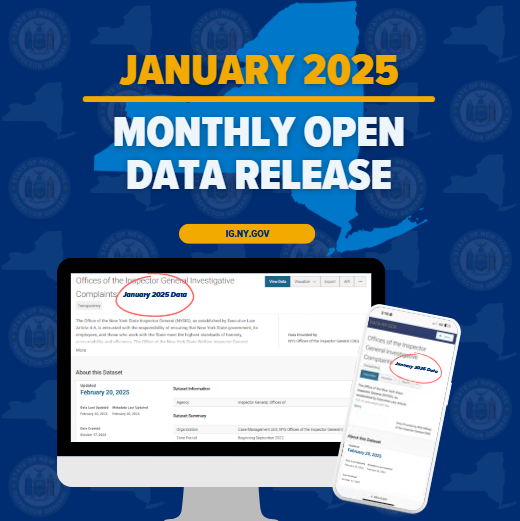 JANUARY 2025
MONTHLY OPEN
DATA RELEASE
IG.NY.GOV
Offices of the Inspector General Investigative
Complaints January 2025 Data
View Data
Visualize
Export
API
Transparency
The Office of the New York State Inspector General (NYSIG), as established by Executive Law
Article 4-A, is entrusted with the responsibility of ensuring that New York State government, its
employees, and those who work with the State meet the highest standards of honesty,
accountability, and efficiency. The Office of the New York State Inspector General
More
Data Provided by
NYS Offices of the Inspector General
About this Dataset
Updated
February 20, 2025
Data Last Updated
Metadata Last Updated
February 20, 2025
February 20, 2025
Date Created
October 17, 2022
Dataset Information
Agency
Inspector General, Offices of
Dataset Summary
Organization
Case Management Unit, NYS Offices of the Inspector General
Time Period
Beginning September 2022
Offices of the Inspector
General Investigative
Complaints
January 2025 Data
About this Dataset
Updated
February 20, 2025